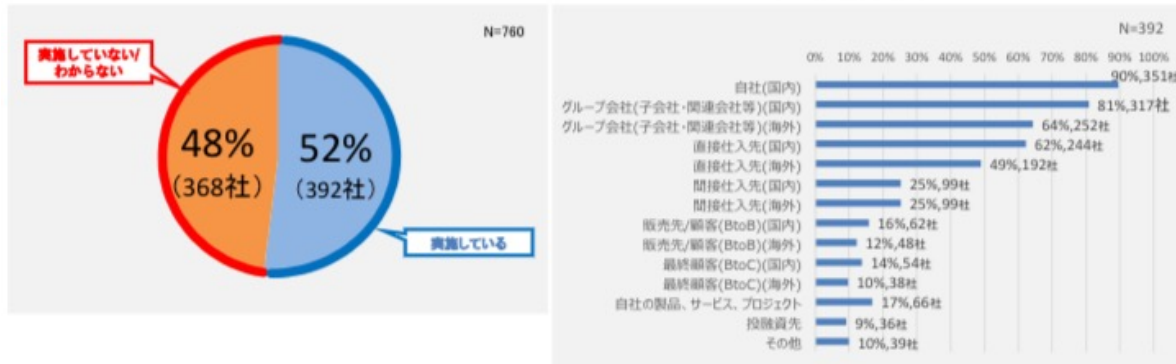 N=760
実施していない/
わからない
48%
（368社）
52%
（392社）
実施している
N=392
0% 10% 20% 30% 40% 50% 60% 70% 80% 90% 100%
自社(国内) 90%,351社
グループ会社(子会社・関連会社等)(国内) 81%,317社
グループ会社(子会社・関連会社等)(海外) 64%,252社
直接仕入先(国内) 62%,244社
直接仕入先(海外) 49%,192社
間接仕入先(国内) 25%,99社
間接仕入先(海外) 25%,99社
販売先/顧客(BtoB)(国内) 16%,62社
販売先/顧客(BtoB)(海外) 12%,48社
最終顧客(BtoC)(国内) 14%,54社
最終顧客(BtoC)(海外) 10%,38社
自社の製品、サービス、プロジェクト 17%,66社
投融資先 9%,36社
その他 10%,39社